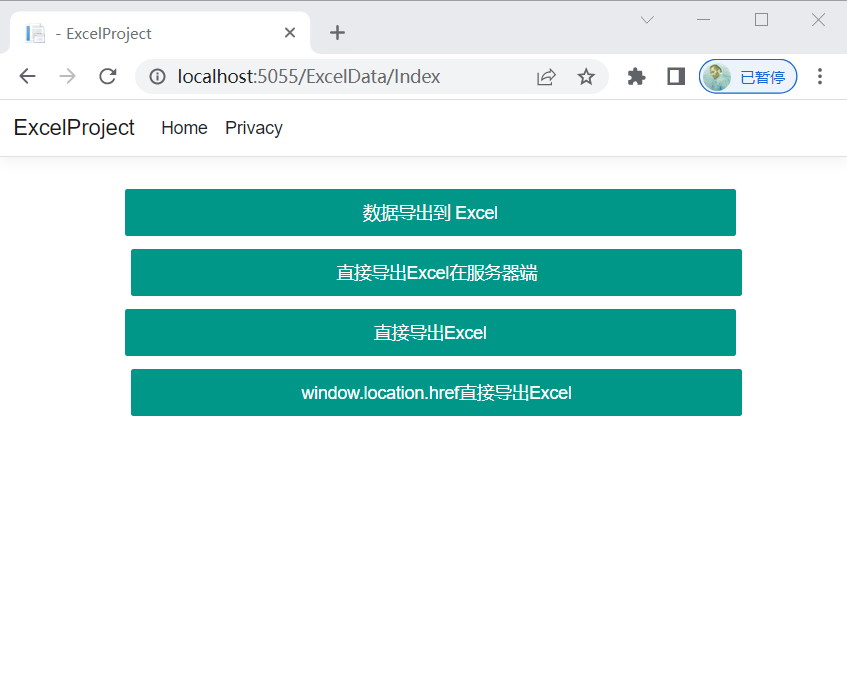 - ExcelProject
localhost:5055/ExcelData/Index
已暂停
ExcelProject Home Privacy
数据导出到 Excel
直接导出Excel在服务器端
直接导出Excel
window.location.href直接导出Excel